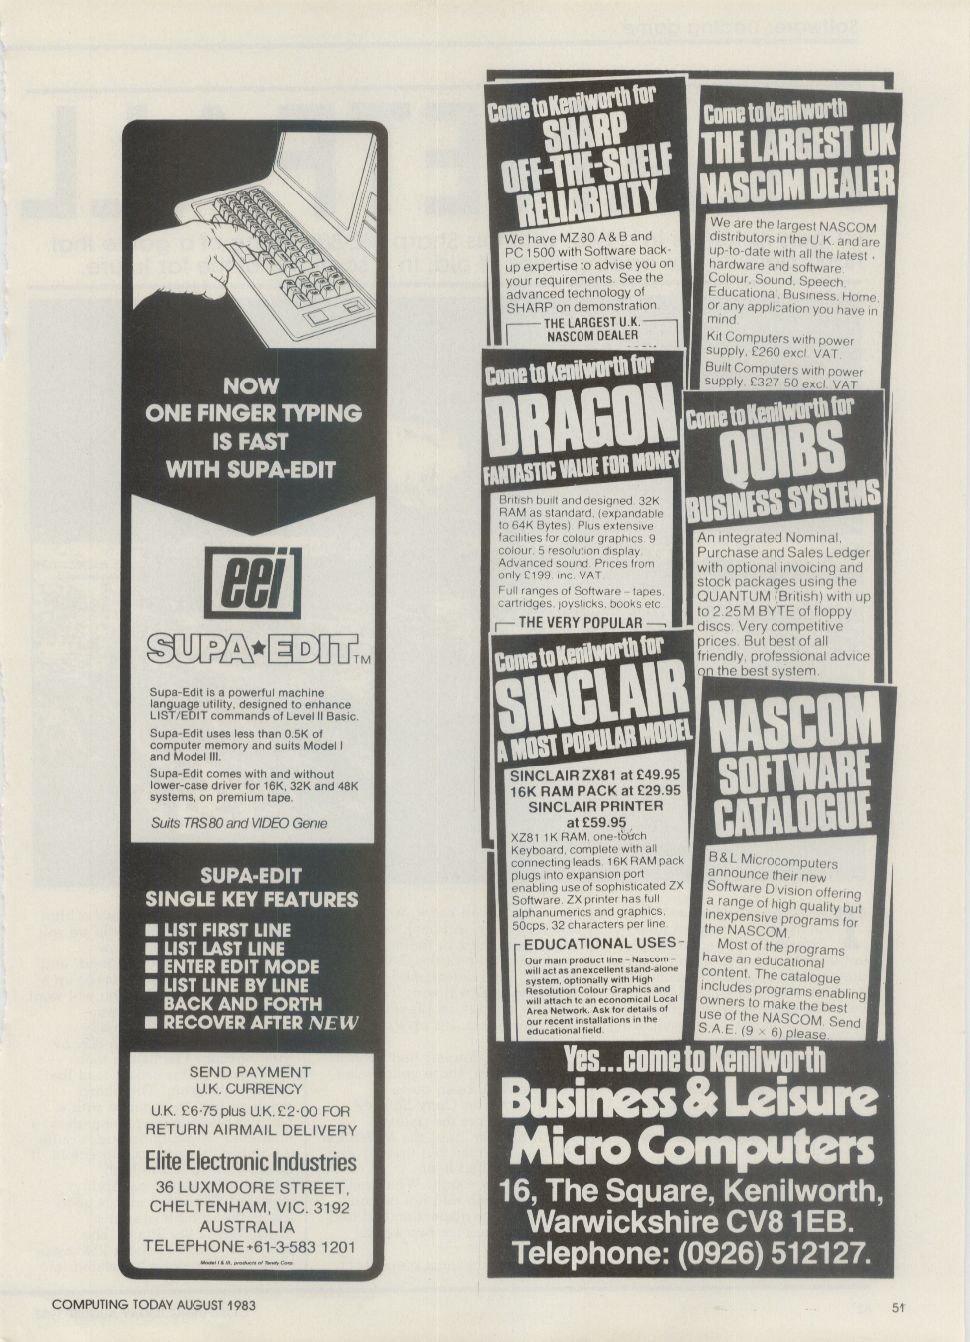 NOW
ONE FINGER TYPING
IS FAST
WITH SUPA-EDIT
eei
SUPA★EDIT TM
Supa-Edit is a powerful machine
language utility, designed to enhance
LIST/EDIT commands of Level II Basic.
Supa-Edit uses less than 0.5K of
computer memory and suits Model I
and Model III.
Supa-Edit comes with and without
lower-case driver for 16K, 32K and 48K
systems, on premium tape.
Suits TRS80 and VIDEO Genie
SUPA-EDIT
SINGLE KEY FEATURES
■ LIST FIRST LINE
■ LIST LAST LINE
■ ENTER EDIT MODE
■ LIST LINE BY LINE
BACK AND FORTH
■ RECOVER AFTER NEW
SEND PAYMENT
U.K. CURRENCY
U.K. £6·75 plus U.K. £2·00 FOR
RETURN AIRMAIL DELIVERY
Elite Electronic Industries
36 LUXMOORE STREET,
CHELTENHAM, VIC. 3192
AUSTRALIA
TELEPHONE +61-3-583 1201
Model I & III, products of Tandy Corp.
Come to Kenilworth for
SHARP
OFF-THE-SHELF
RELIABILITY
We have MZ80 A & B and
PC 1500 with Software back-
up expertise to advise you on
your requirements. See the
advanced technology of
SHARP on demonstration.
THE LARGEST U.K.
NASCOM DEALER
Come to Kenilworth
THE LARGEST UK
NASCOM DEALER
We are the largest NASCOM
distributors in the U.K. and are
up-to-date with all the latest
hardware and software.
Colour, Sound, Speech,
Educational, Business, Home,
or any application you have in
mind.
Kit Computers with power
supply, £260 excl. VAT.
Built Computers with power
supply, £327.50 excl. VAT
Come to Kenilworth for
DRAGON
FANTASTIC VALUE FOR MONEY
British built and designed. 32K
RAM as standard, (expandable
to 64K Bytes). Plus extensive
facilities for colour graphics. 9
colour, 5 resolution display.
Advanced sound. Prices from
only £199. inc. VAT.
Full ranges of Software – tapes,
cartridges, joysticks, books etc
THE VERY POPULAR
Come to Kenilworth for
QUIBS
BUSINESS SYSTEMS
An integrated Nominal,
Purchase and Sales Ledger
with optional invoicing and
stock packages using the
QUANTUM (British) with up
to 2.25 M BYTE of floppy
discs. Very competitive
prices. But best of all
friendly, professional advice
on the best system.
Come to Kenilworth for
SINCLAIR
A MOST POPULAR MODEL
SINCLAIR ZX81 at £49.95
16K RAM PACK at £29.95
SINCLAIR PRINTER
at £59.95
XZ81 1K RAM, one-touch
Keyboard, complete with all
connecting leads. 16K RAM pack
plugs into expansion port
enabling use of sophisticated ZX
Software. ZX printer has full
alphanumerics and graphics,
50cps, 32 characters per line.
EDUCATIONAL USES
Our main product line – Nascom –
will act as an excellent stand-alone
system, optionally with High
Resolution Colour Graphics and
will attach to an economical Local
Area Network. Ask for details of
our recent installations in the
educational field.
NASCOM
SOFTWARE
CATALOGUE
B & L Microcomputers
announce their new
Software Division offering
a range of high quality but
inexpensive programs for
the NASCOM.
Most of the programs
have an educational
content. The catalogue
includes programs enabling
owners to make the best
use of the NASCOM. Send
S.A.E. (9 × 6) please.
Yes...come to Kenilworth
Business & Leisure
Micro Computers
16, The Square, Kenilworth,
Warwickshire CV8 1EB.
Telephone: (0926) 512127.
COMPUTING TODAY AUGUST 1983
51